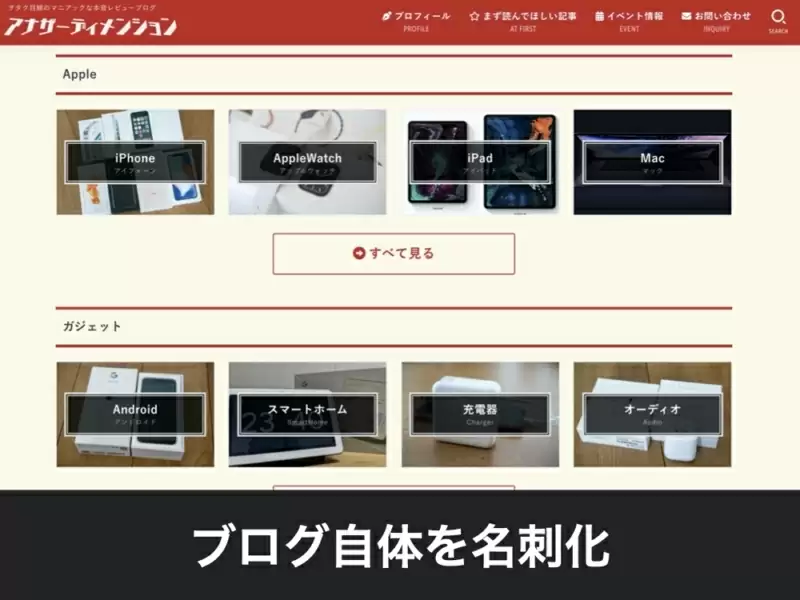 オタク目線のマニアックな本音レビューブログ
アナザーディメンション
プロフィール
PROFILE
まず読んでほしい記事
AT FIRST
イベント情報
EVENT
お問い合わせ
INQUIRY
SEARCH
Apple
iPhone
アイフォーン
AppleWatch
アップルウォッチ
iPad
アイパッド
Mac
マック
すべて見る
ガジェット
Android
アンドロイド
スマートホーム
SmartHome
充電器
Charger
オーディオ
Audio
ブログ自体を名刺化